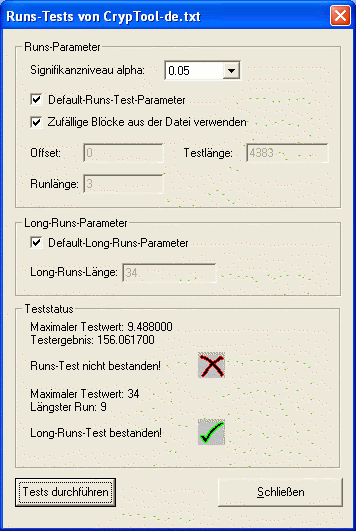 Runs-Tests von CrypTool-de.txt
Runs-Parameter
Signifikanzniveau alpha: 0.05
Default-Runs-Test-Parameter
Zufällige Blöcke aus der Datei verwenden
Offset: 0 Testlänge: 4383
Runlänge: 3
Long-Runs-Parameter
Default-Long-Runs-Parameter
Long-Runs-Länge: 34
Teststatus
Maximaler Testwert: 9.488000
Testergebnis: 156.061700
Runs-Test nicht bestanden!
Maximaler Testwert: 34
Längster Run: 9
Long-Runs-Test bestanden!
Tests durchführen Schließen